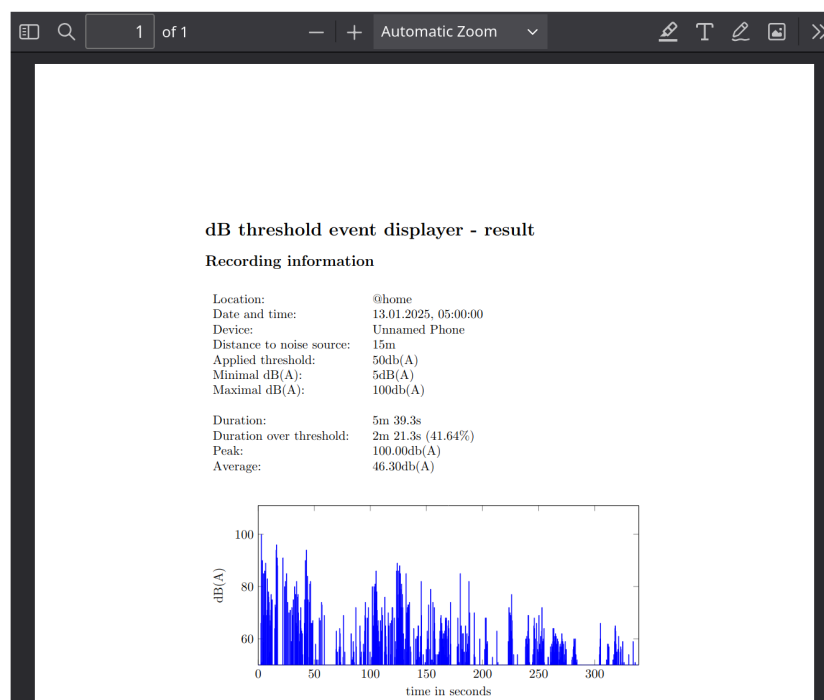 1 of 1 Automatic Zoom
dB threshold event displayer - result
Recording information
Location: @home
Date and time: 13.01.2025, 05:00:00
Device: Unnamed Phone
Distance to noise source: 15m
Applied threshold: 50db(A)
Minimal dB(A): 5dB(A)
Maximal dB(A): 100db(A)
Duration: 5m 39.3s
Duration over threshold: 2m 21.3s (41.64%)
Peak: 100.00db(A)
Average: 46.30db(A)
100
80
60
dB(A)
0 50 100 150 200 250 300
time in seconds